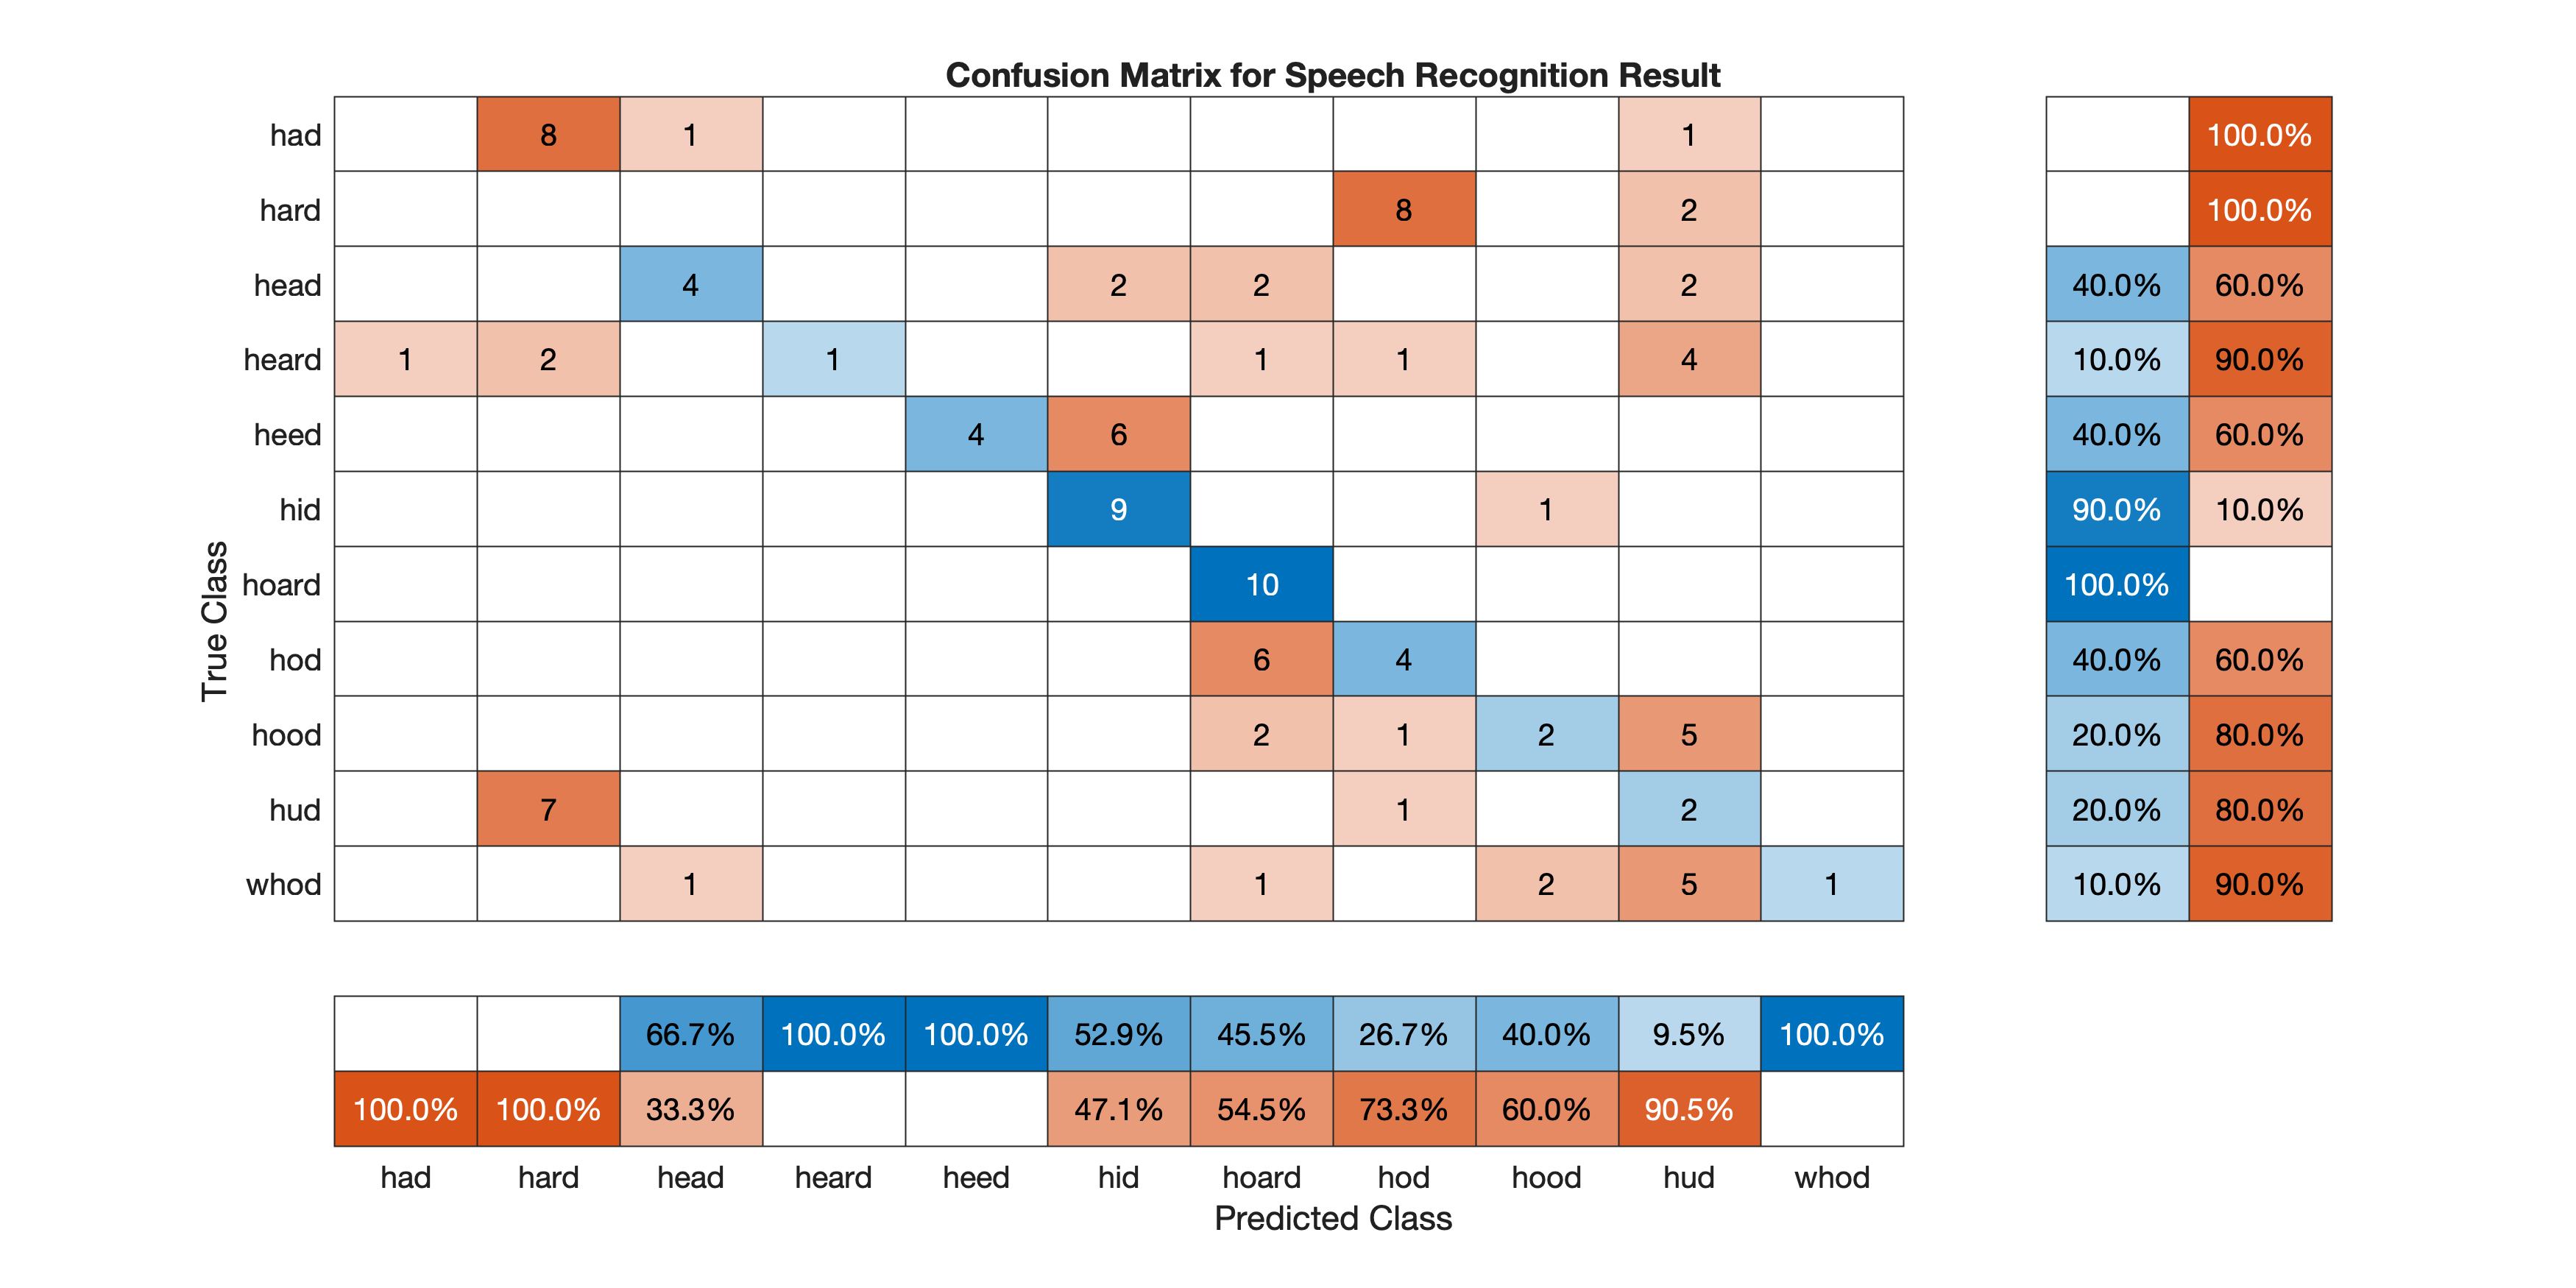 Confusion Matrix for Speech Recognition Result
True Class
had 8 1 1 100.0%
hard 8 2 100.0%
head 4 2 2 2 40.0% 60.0%
heard 1 2 1 1 1 4 10.0% 90.0%
heed 4 6 40.0% 60.0%
hid 9 1 90.0% 10.0%
hoard 10 100.0%
hod 6 4 40.0% 60.0%
hood 2 1 2 5 20.0% 80.0%
hud 7 1 2 20.0% 80.0%
whod 1 1 2 5 1 10.0% 90.0%
66.7% 100.0% 100.0% 52.9% 45.5% 26.7% 40.0% 9.5% 100.0%
100.0% 100.0% 33.3% 47.1% 54.5% 73.3% 60.0% 90.5%
had hard head heard heed hid hoard hod hood hud whod
Predicted Class